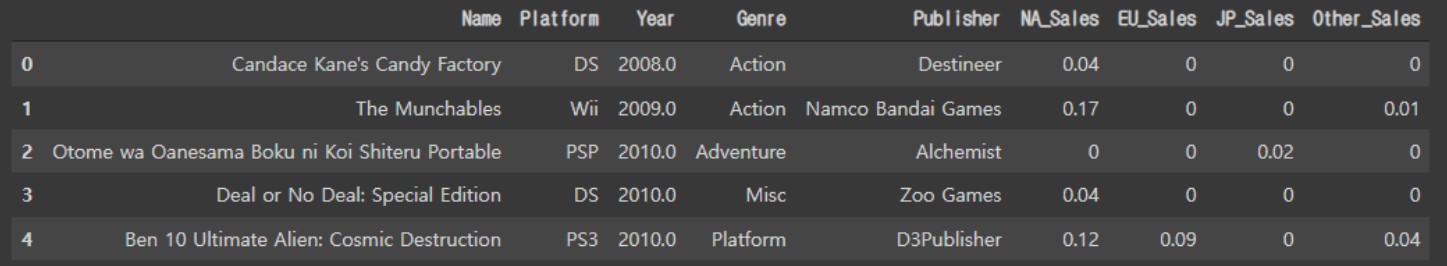 Name Platform Year Genre Publisher NA_Sales EU_Sales JP_Sales Other_Sales
0 Candace Kane's Candy Factory DS 2008.0 Action Destineer 0.04 0 0 0
1 The Munchables Wii 2009.0 Action Namco Bandai Games 0.17 0 0 0.01
2 Otome wa Oanesama Boku ni Koi Shiteru Portable PSP 2010.0 Adventure Alchemist 0 0 0.02 0
3 Deal or No Deal: Special Edition DS 2010.0 Misc Zoo Games 0.04 0 0 0
4 Ben 10 Ultimate Alien: Cosmic Destruction PS3 2010.0 Platform D3Publisher 0.12 0.09 0 0.04